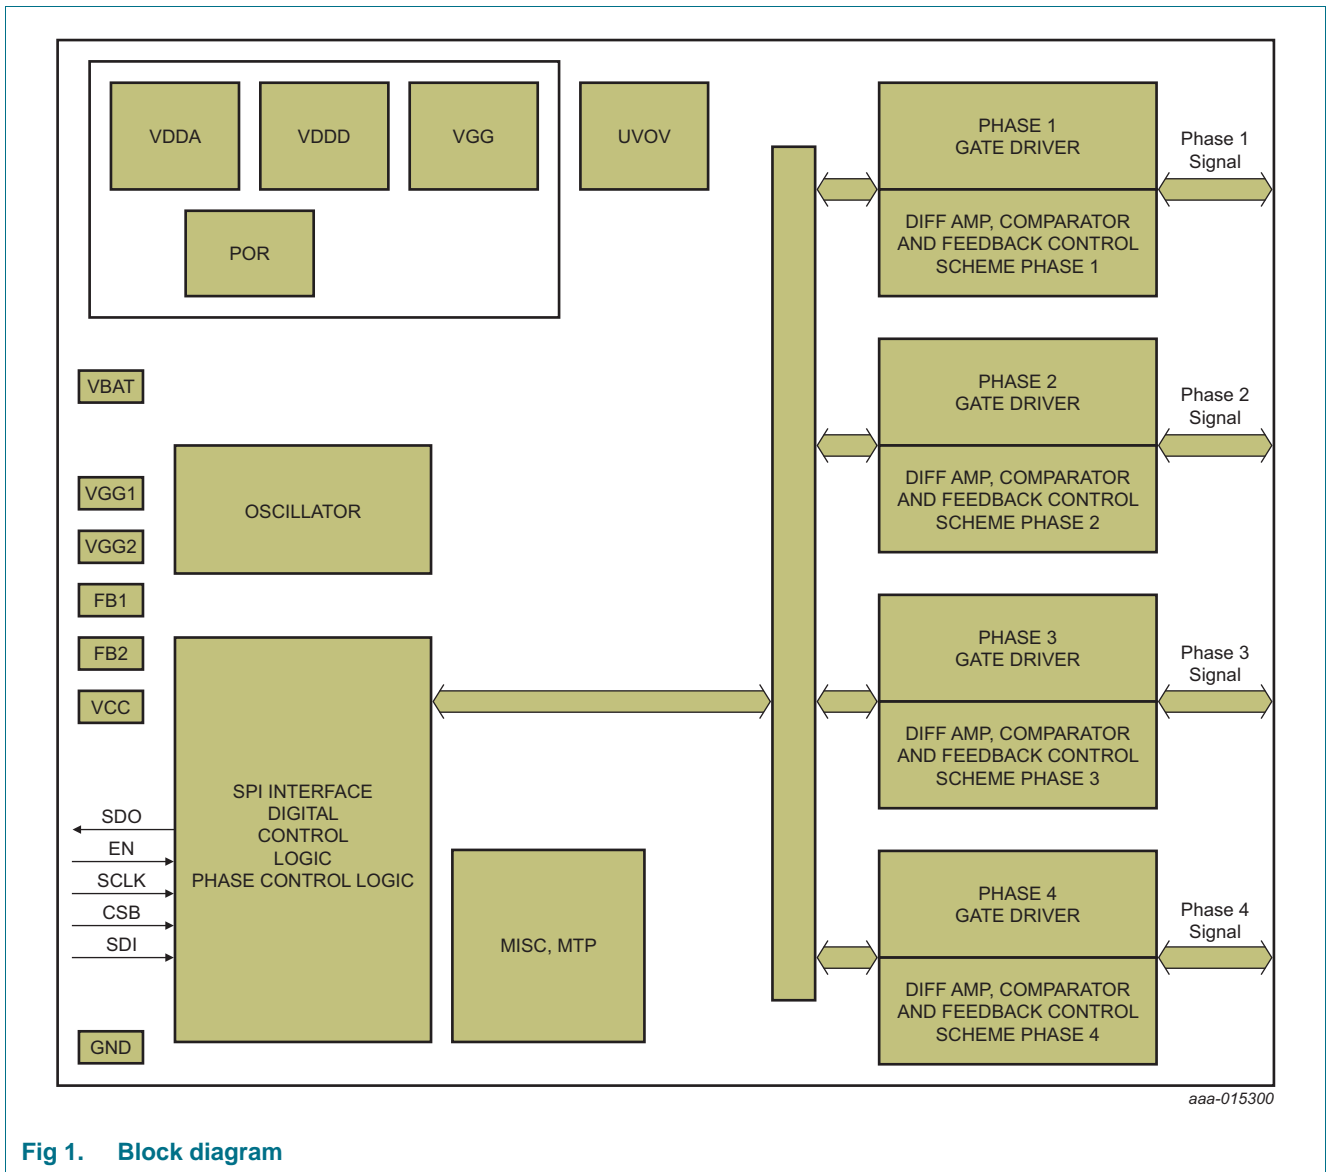 VDDA
VDDD
VGG
UVOV
POR
PHASE 1
GATE DRIVER
DIFF AMP, COMPARATOR
AND FEEDBACK CONTROL
SCHEME PHASE 1
Phase 1
Signal
VBAT
VGG1
VGG2
FB1
FB2
VCC
OSCILLATOR
PHASE 2
GATE DRIVER
DIFF AMP, COMPARATOR
AND FEEDBACK CONTROL
SCHEME PHASE 2
Phase 2
Signal
PHASE 3
GATE DRIVER
DIFF AMP, COMPARATOR
AND FEEDBACK CONTROL
SCHEME PHASE 3
Phase 3
Signal
SDO
EN
SCLK
CSB
SDI
GND
SPI INTERFACE
DIGITAL
CONTROL
LOGIC
PHASE CONTROL LOGIC
MISC, MTP
PHASE 4
GATE DRIVER
DIFF AMP, COMPARATOR
AND FEEDBACK CONTROL
SCHEME PHASE 4
Phase 4
Signal
aaa-015300
Fig 1. Block diagram